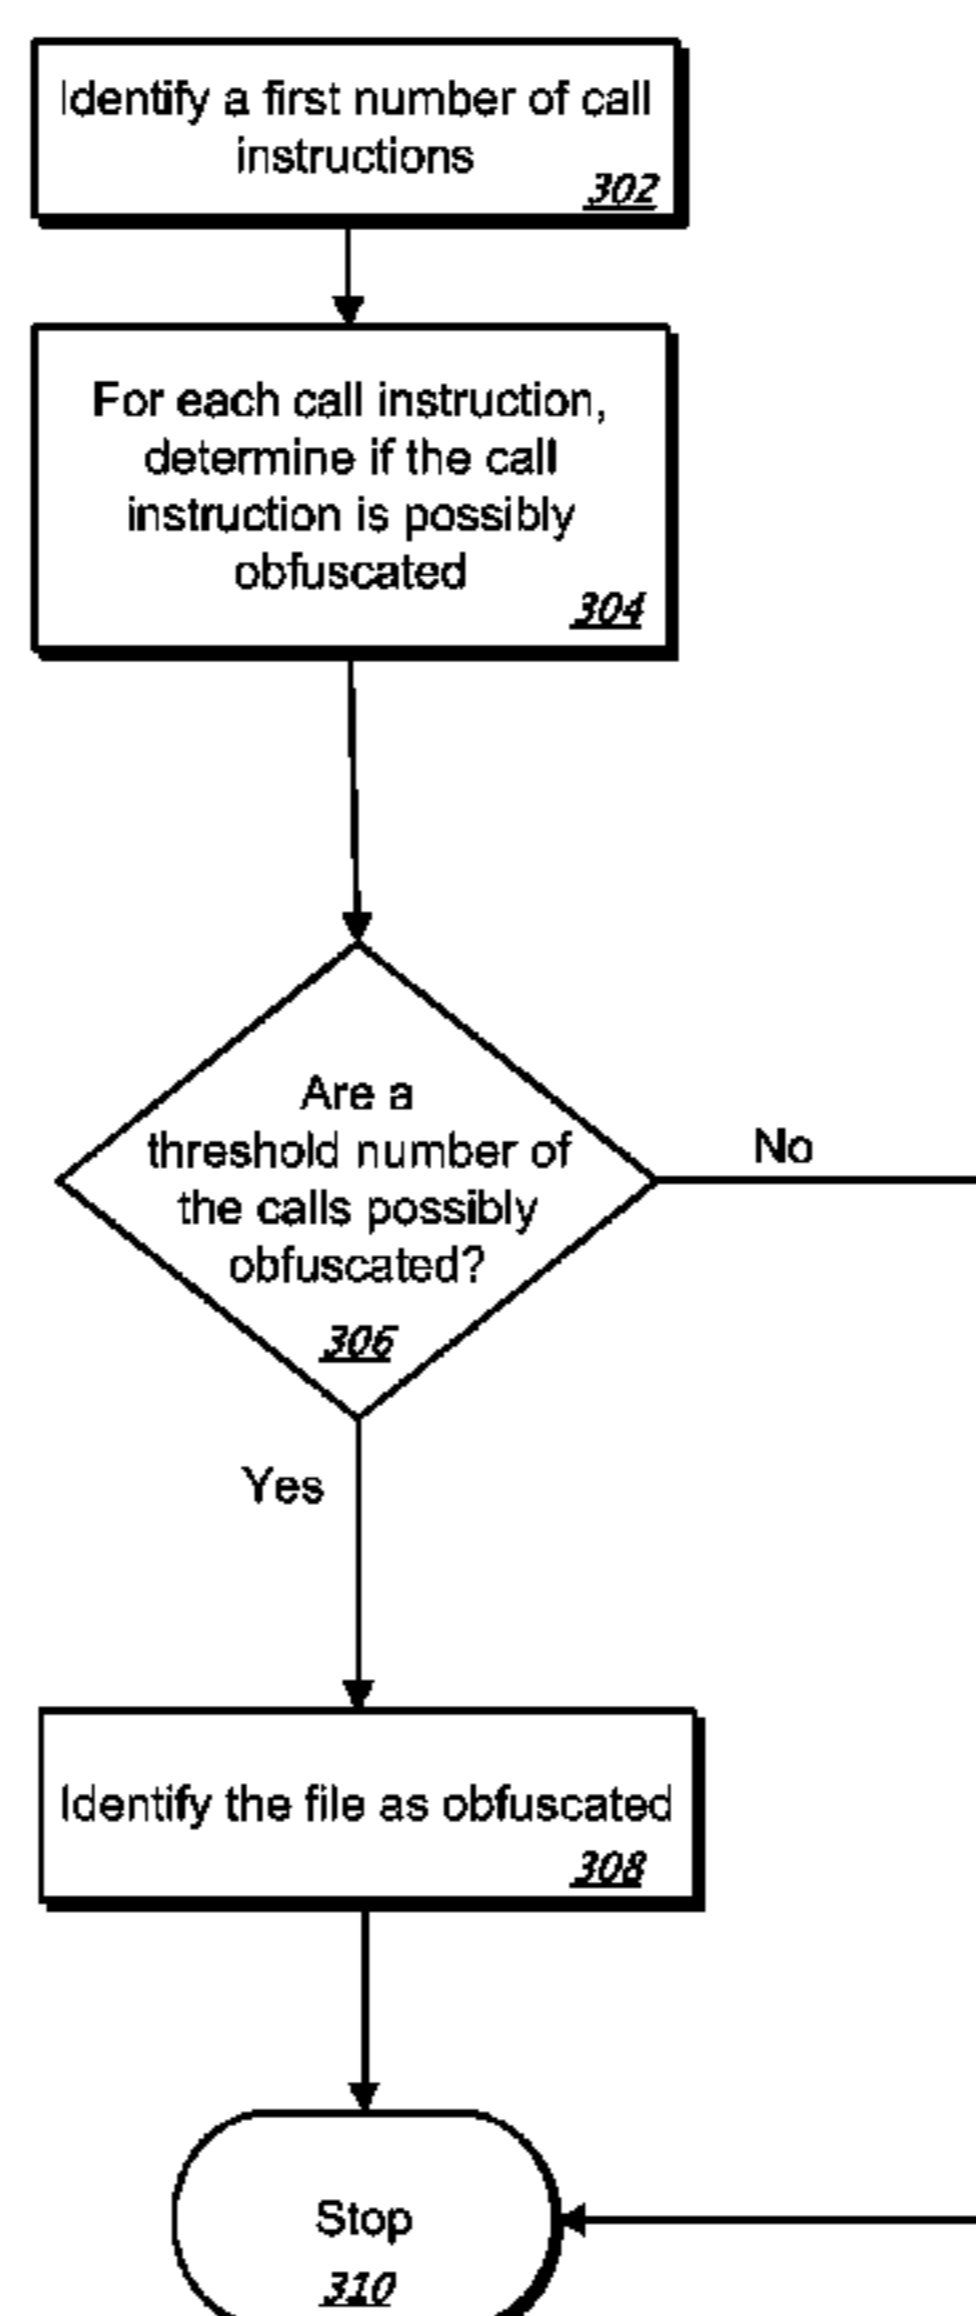 Identify a first number of call
instructions
302
For each call instruction,
determine if the call
instruction is possibly
obfuscated
304
Are a
threshold number of
the calls possibly
obfuscated?
306
No
Yes
Identify the file as obfuscated
308
Stop
310